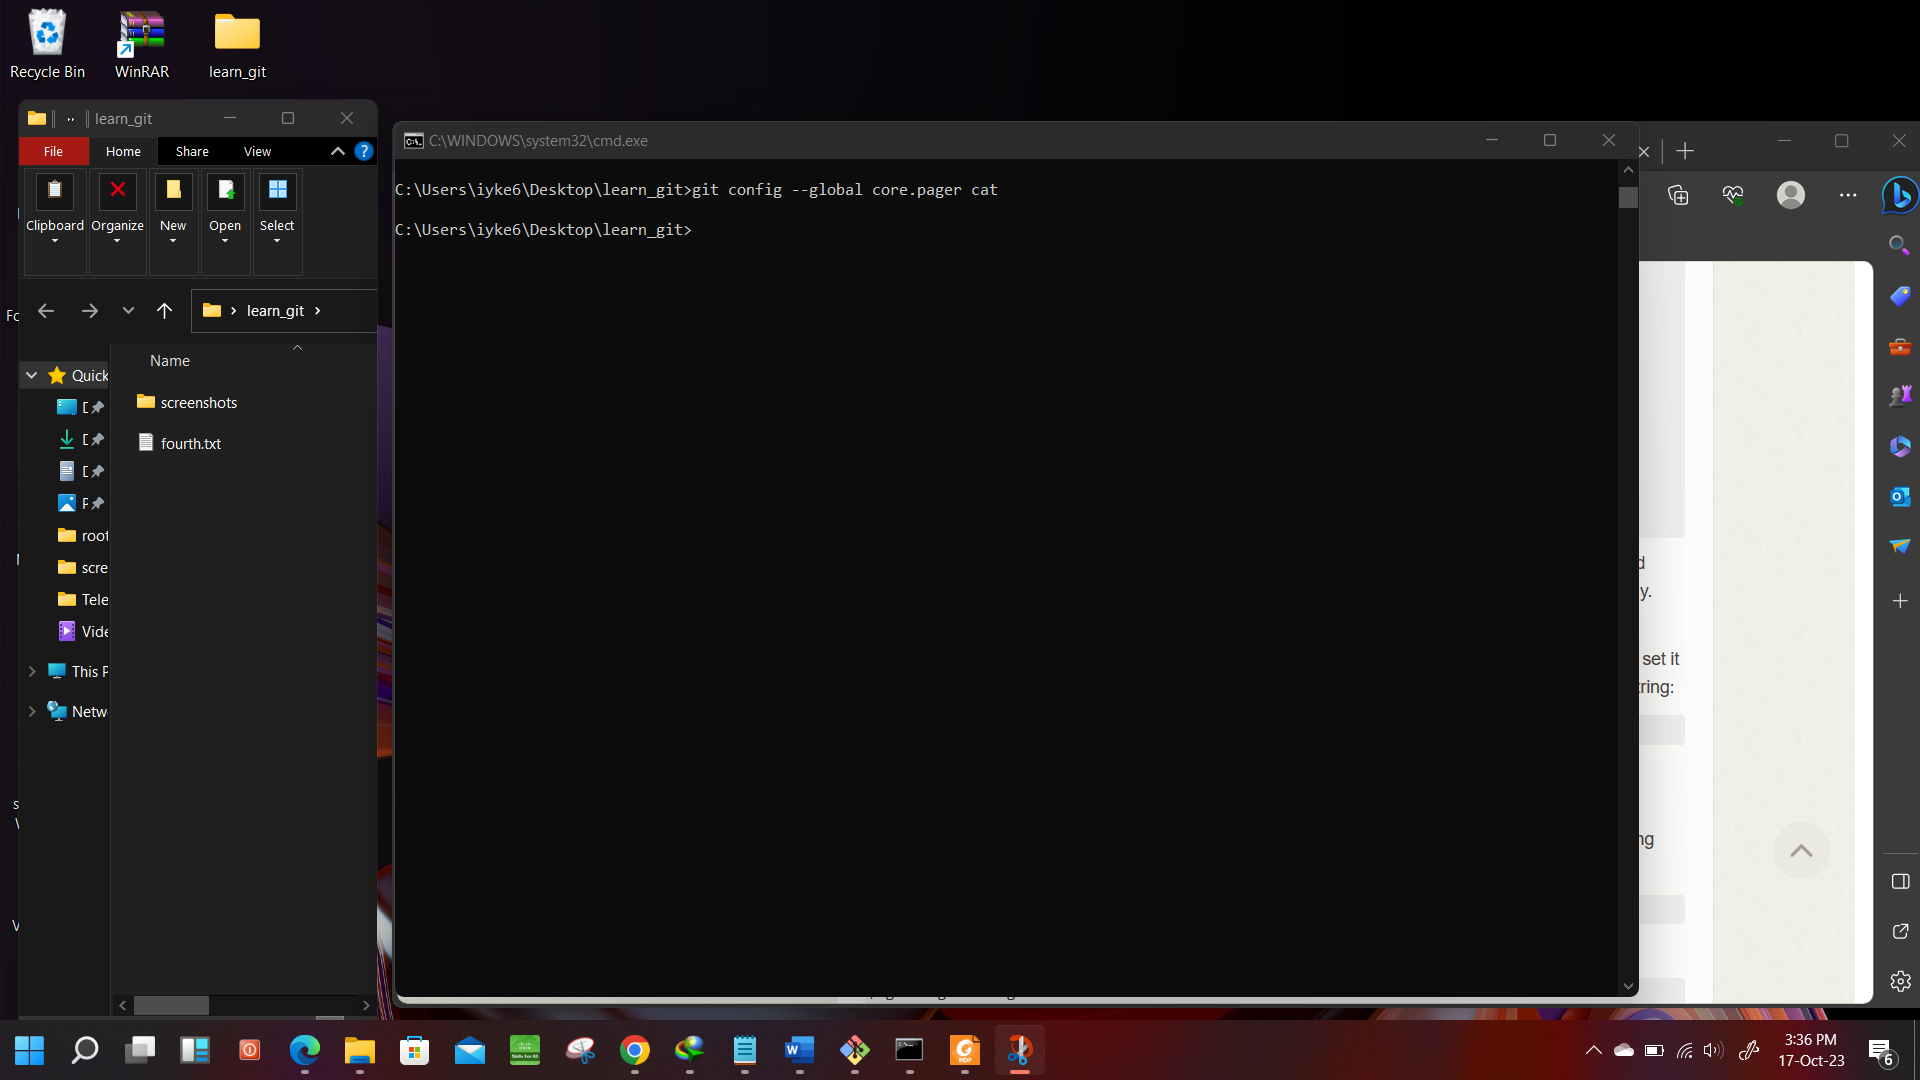 Recycle Bin
WinRAR
learn_git
learn_git
File
Home
Share
View
Clipboard
Organize
New
Open
Select
learn_git
Name
Quick
screenshots
fourth.txt
root
scre
Tele
Vide
This P
Netw
C:\WINDOWS\system32\cmd.exe
C:\Users\iyke6\Desktop\learn_git>git config --global core.pager cat
C:\Users\iyke6\Desktop\learn_git>
y.
set it
tring:
ng
3:36 PM
17-Oct-23
6